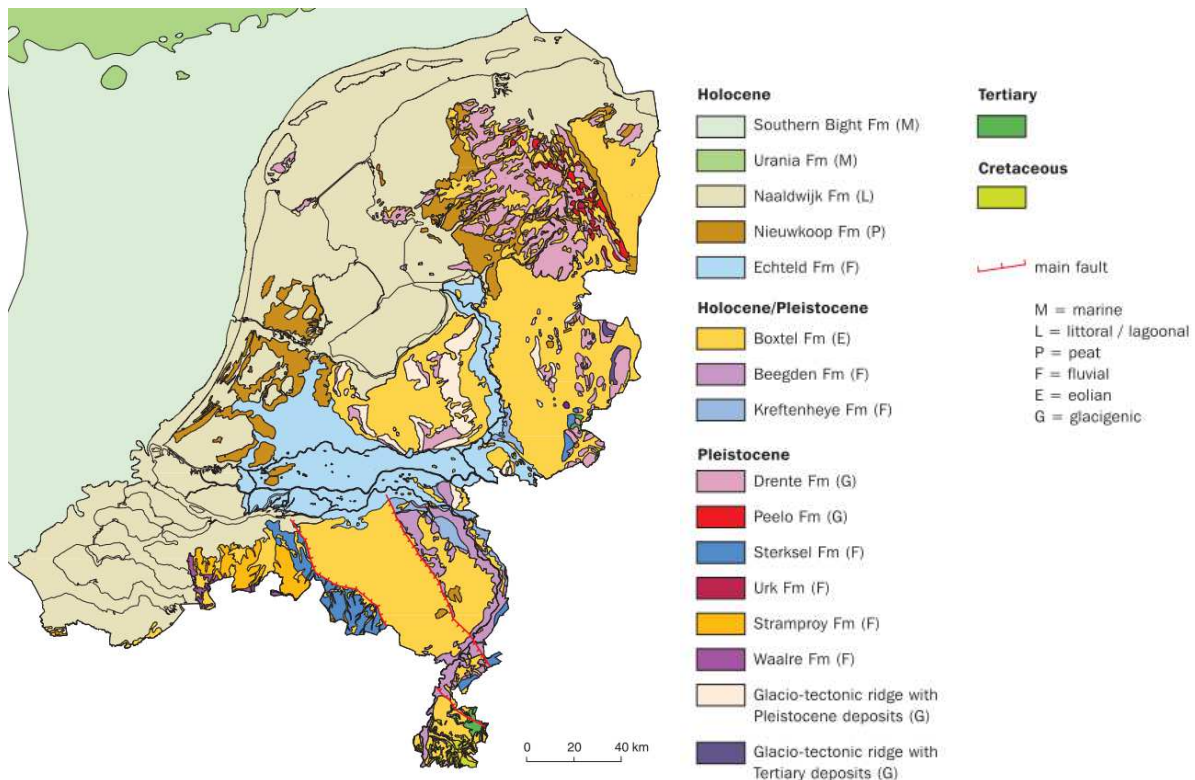 Holocene
Southern Bight Fm (M)
Urania Fm (M)
Naaldwijk Fm (L)
Nieuwkoop Fm (P)
Echteld Fm (F)
Holocene/Pleistocene
Boxtel Fm (E)
Beegden Fm (F)
Kreftenheye Fm (F)
Pleistocene
Drente Fm (G)
Peelo Fm (G)
Sterksel Fm (F)
Urk Fm (F)
Stramproy Fm (F)
Waalre Fm (F)
Glacio-tectonic ridge with
Pleistocene deposits (G)
Glacio-tectonic ridge with
Tertiary deposits (G)
Tertiary
Cretaceous
main fault
M = marine
L = littoral / lagoonal
P = peat
F = fluvial
E = eolian
G = glacigenic
0 20 40 km